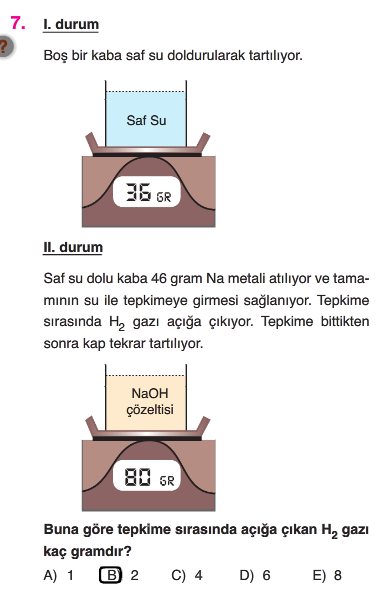 7. I. durum
?
Boş bir kaba saf su doldurularak tartılıyor.
Saf Su
36 GR
II. durum
Saf su dolu kaba 46 gram Na metali atılıyor ve tama-
mının su ile tepkimeye girmesi sağlanıyor. Tepkime
sırasında H₂ gazı açığa çıkıyor. Tepkime bittikten
sonra kap tekrar tartılıyor.
NaOH
çözeltisi
80 GR
Buna göre tepkime sırasında açığa çıkan H₂ gazı
kaç gramdır?
A) 1 B) 2 C) 4 D) 6 E) 8